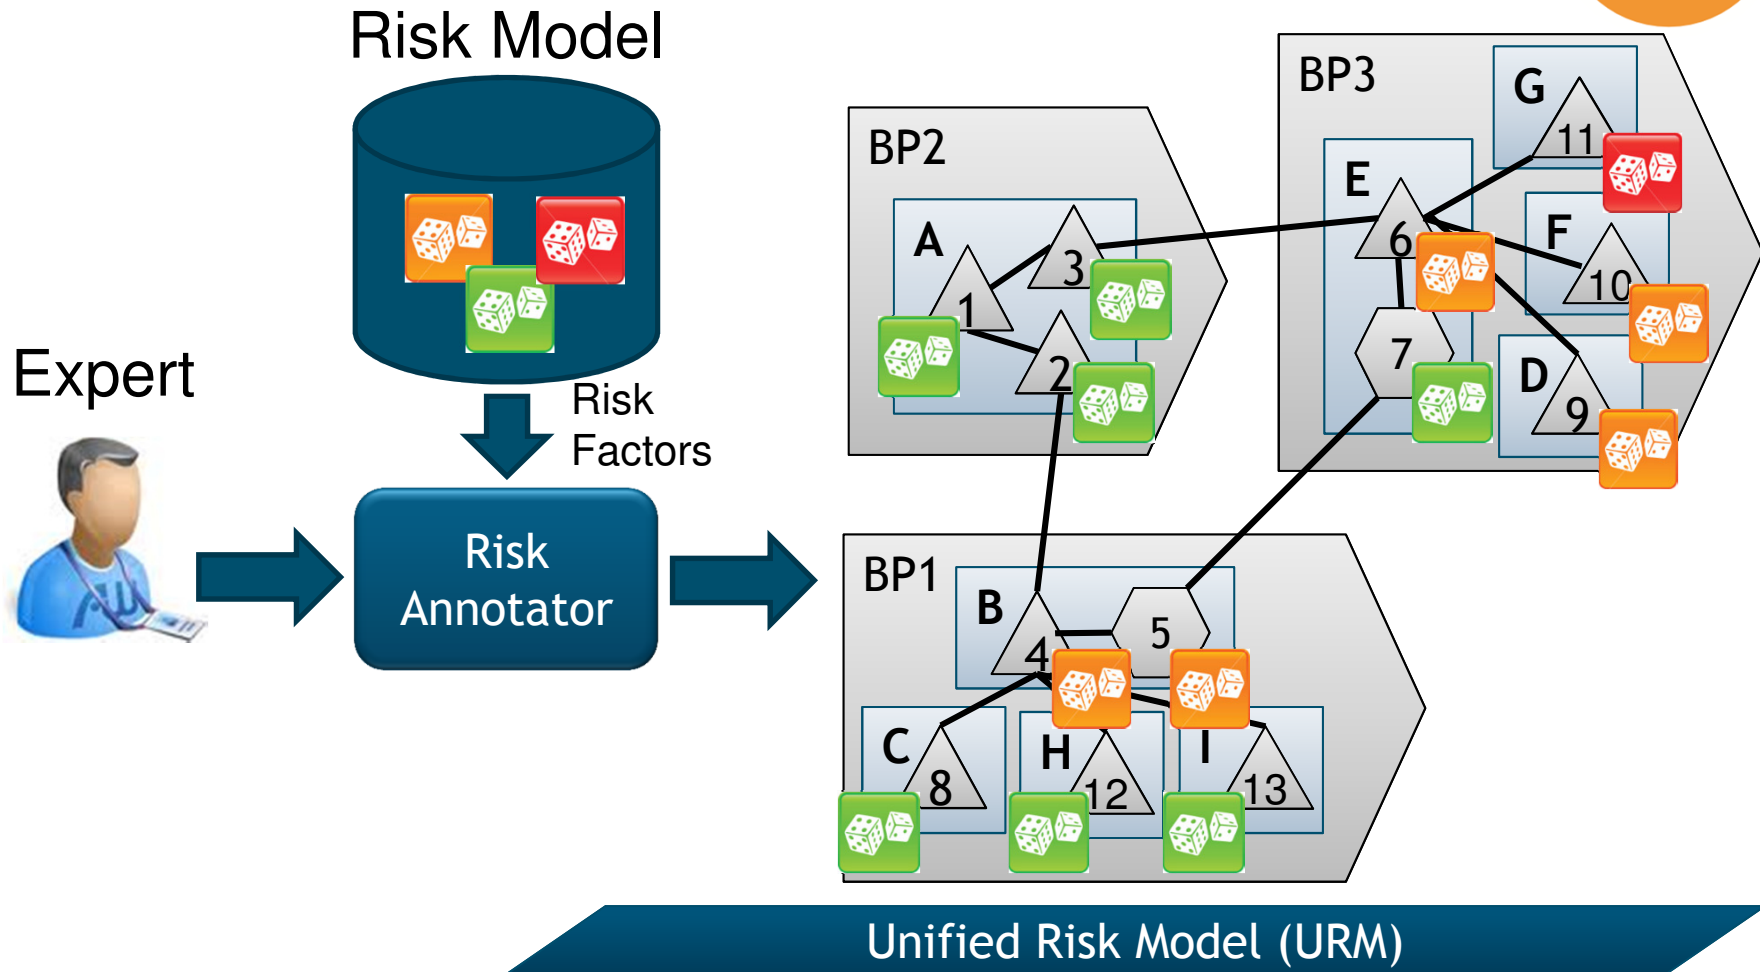 Risk Model
Expert
Risk
Factors
Risk
Annotator
BP2
A
1
3
2
BP3
G
11
E
6
F
10
7
D
9
BP1
B
4
5
C
8
H
12
I
13
Unified Risk Model (URM)